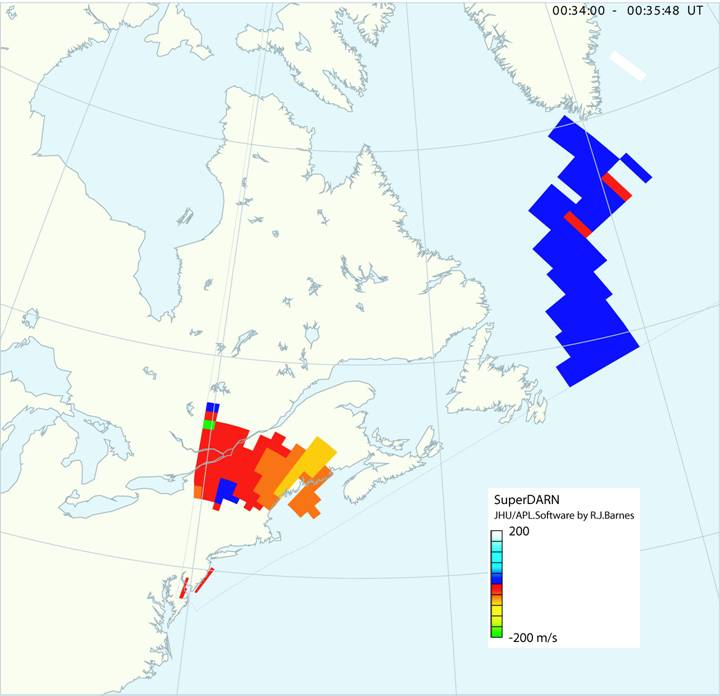 00:34:00 - 00:35:48 UT
SuperDARN
JHU/APL.Software by R.J.Barnes
200
-200 m/s